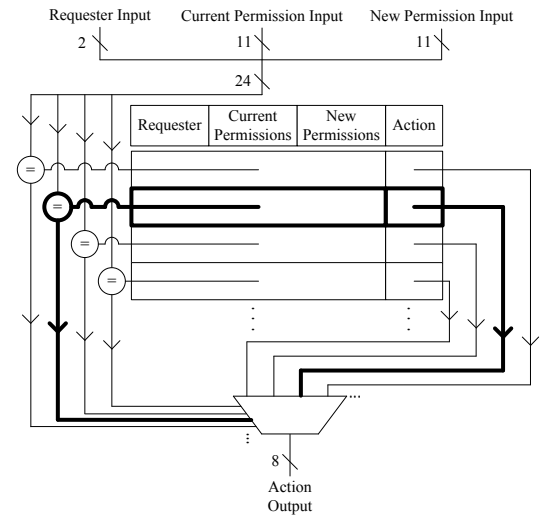 Requester Input Current Permission Input New Permission Input
2 11 11
24
Requester Current Permissions New Permissions Action
=
=
=
=
8
Action
Output